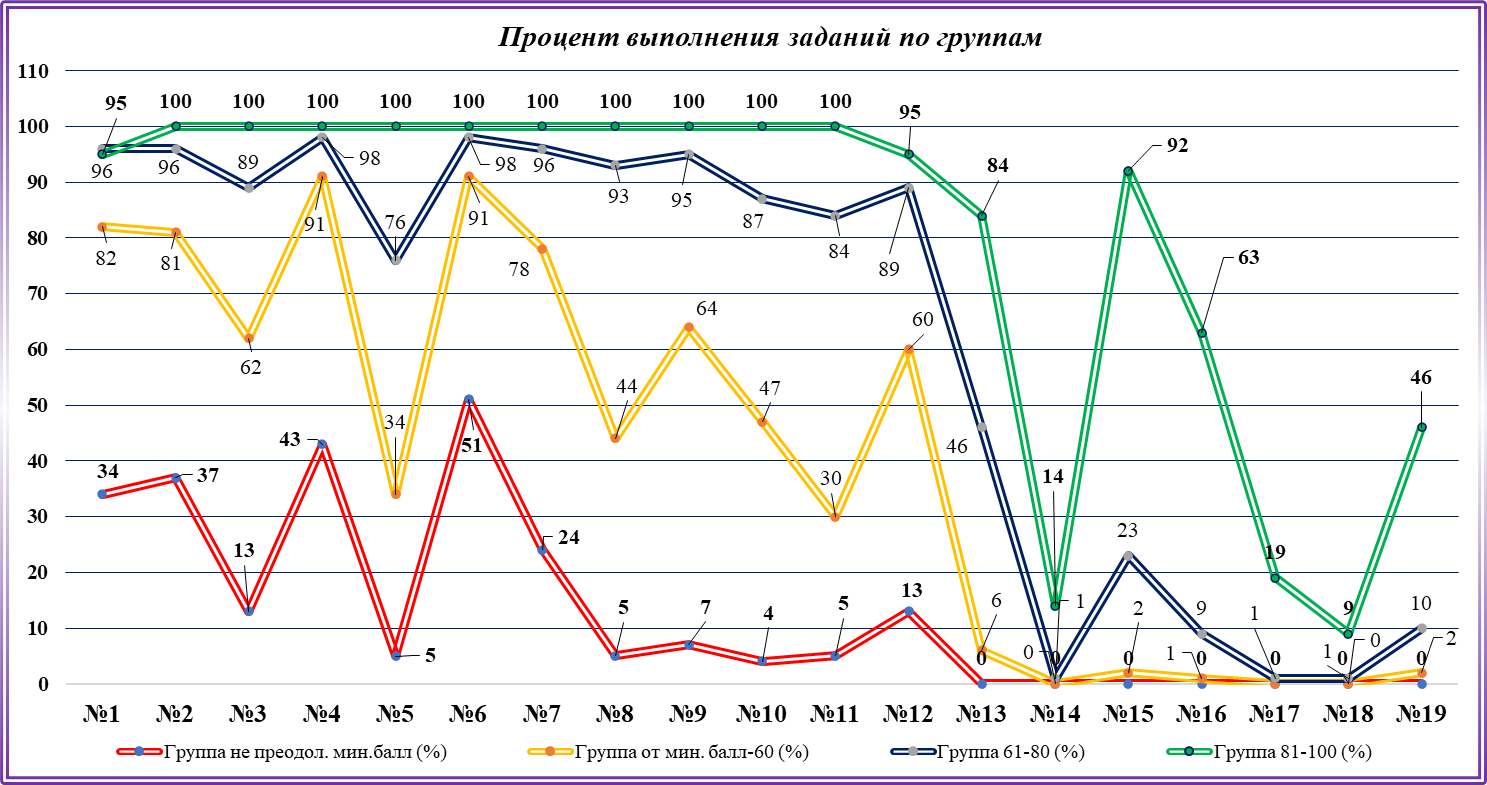 Процент выполнения заданий по группам
110
100
90
80
70
60
50
40
30
20
10
0
95 100 100 100 100 100 100 100 100 100 100 95 84 14 92 63 19 9 46
96 96 89 98 76 98 96 93 95 87 84 89 46 1 23 9 1 1 10
82 81 62 91 34 91 78 44 64 47 30 60 6 0 2 1 0 2
34 37 13 43 5 51 24 5 7 4 5 13 0 0 0 0 0 0 0
№1 №2 №3 №4 №5 №6 №7 №8 №9 №10 №11 №12 №13 №14 №15 №16 №17 №18 №19
Группа не преодол. мин.балл (%) Группа от мин. балл-60 (%) Группа 61-80 (%) Группа 81-100 (%)